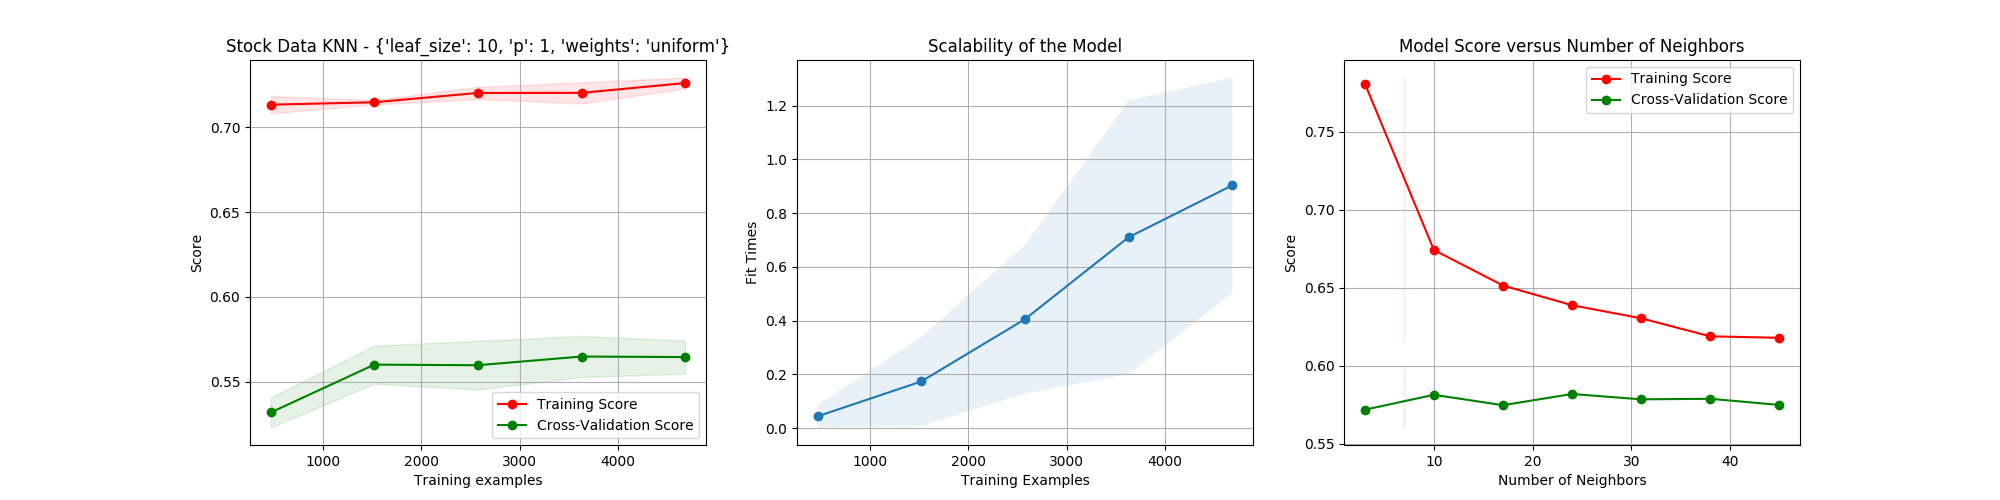 Stock Data KNN - {'leaf_size': 10, 'p': 1, 'weights': 'uniform'}
0.70
0.65
0.60
0.55
Score
Training Score
Cross-Validation Score
1000 2000 3000 4000
Training examples
Scalability of the Model
1.2
1.0
0.8
0.6
0.4
0.2
0.0
Fit Times
1000 2000 3000 4000
Training Examples
Model Score versus Number of Neighbors
Training Score
Cross-Validation Score
0.75
0.70
0.65
0.60
0.55
Score
10 20 30 40
Number of Neighbors